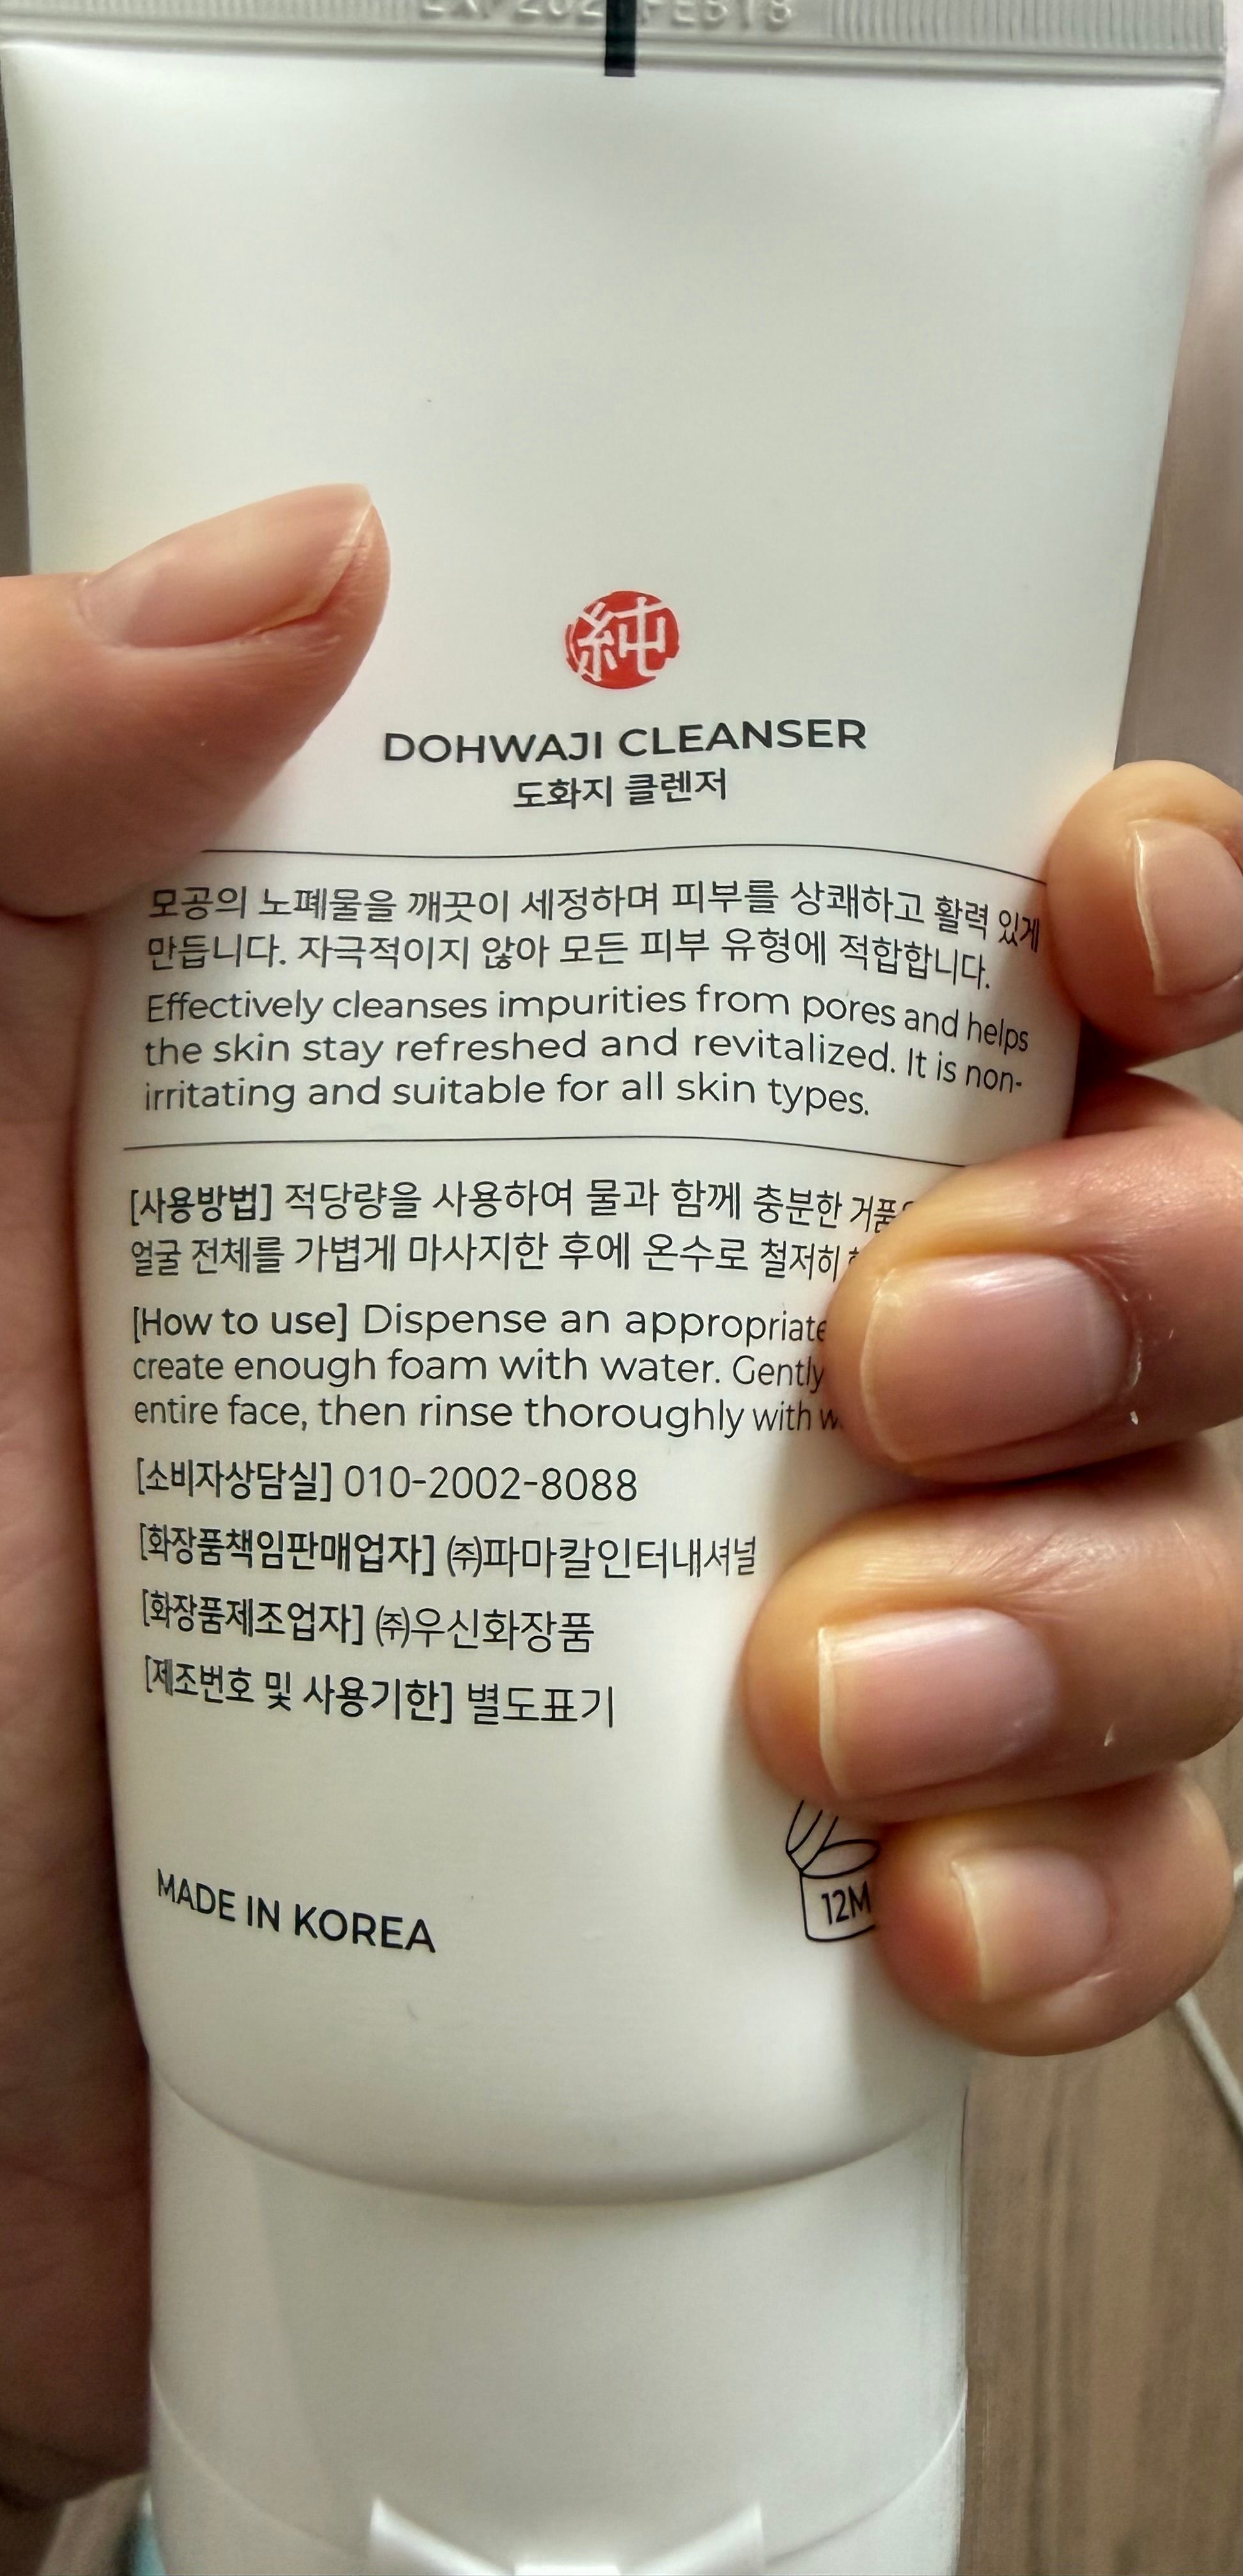 純
DOHWAJI CLEANSER
도화지 클렌저
모공의 노폐물을 깨끗이 세정하며 피부를 상쾌하고 활력 있게
만듭니다. 자극적이지 않아 모든 피부 유형에 적합합니다.
Effectively cleanses impurities from pores and helps
the skin stay refreshed and revitalized. It is non-
irritating and suitable for all skin types.
[사용방법] 적당량을 사용하여 물과 함께 충분한
얼굴 전체를 가볍게 마사지한 후에 온수로 철저히
[How to use] Dispense an appropriate
create enough foam with water. Gently
entire face, then rinse thoroughly with
[소비자상담실] 010-2002-8088
[화장품책임판매업자] ㈜파마칼인터내셔널
[화장품제조업자] ㈜우신화장품
[제조번호 및 사용기한] 별도표기
12M
MADE IN KOREA